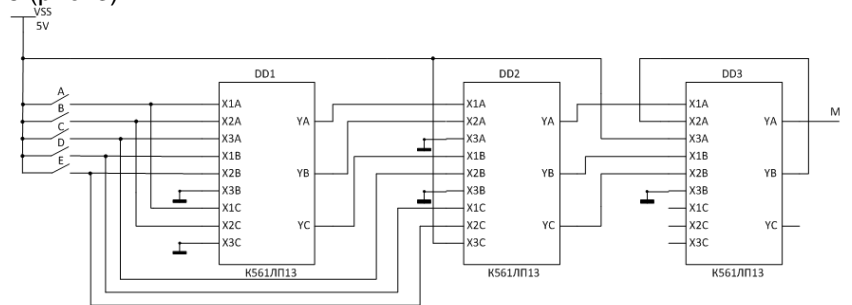 VSS
5V
DD1
DD2
DD3
A
B
C
D
E
X1A
X2A
X3A
X1B
X2B
X3B
X1C
X2C
X3C
YA
YB
YC
X1A
X2A
X3A
X1B
X2B
X3B
X1C
X2C
X3C
YA
YB
YC
X1A
X2A
X3A
X1B
X2B
X3B
X1C
X2C
X3C
YA
YB
YC
M
К561ЛП13
К561ЛП13
К561ЛП13